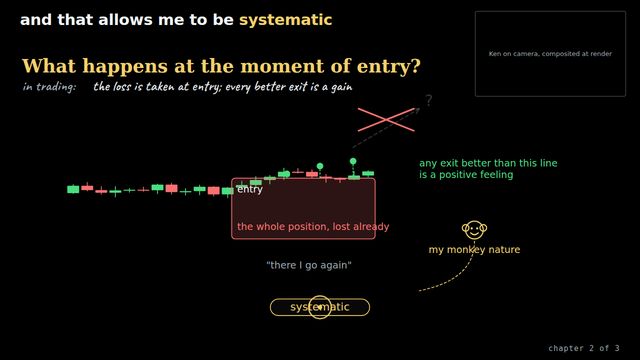 and that allows me to be systematic
Ken on camera, composited at render
What happens at the moment of entry?
in trading: the loss is taken at entry; every better exit is a gain
?
any exit better than this line
is a positive feeling
entry
the whole position, lost already
my monkey nature
"there I go again"
systematic
chapter 2 of 3